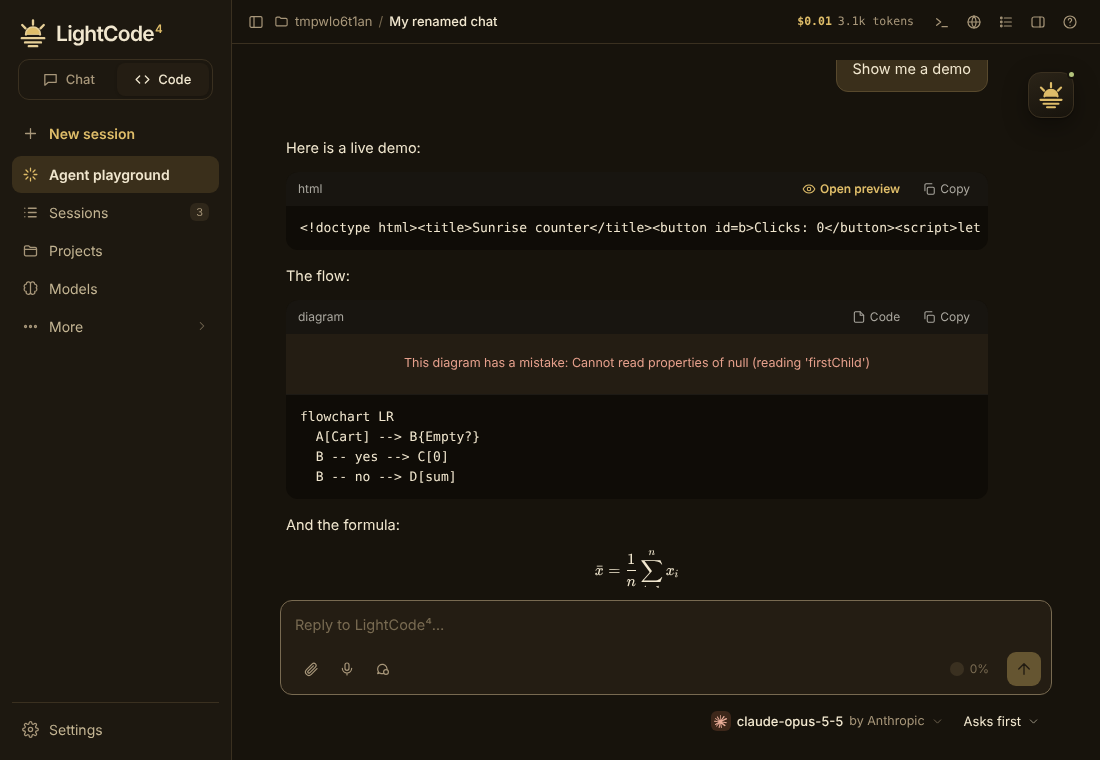 LightCode⁴
Chat
Code
New session
Agent playground
Sessions
3
Projects
Models
More
Settings
tmpwlo6t1an / My renamed chat
$0.01 3.1k tokens
Show me a demo
Here is a live demo:
html
Open preview
Copy
<!doctype html><title>Sunrise counter</title><button id=b>Clicks: 0</button><script>let
The flow:
diagram
Code
Copy
This diagram has a mistake: Cannot read properties of null (reading 'firstChild')
flowchart LR
A[Cart] --> B{Empty?}
B -- yes --> C[0]
B -- no --> D[sum]
And the formula:
x̄ = 1/n ∑ n xᵢ
Reply to LightCode⁴...
0%
claude-opus-5-5 by Anthropic
Asks first